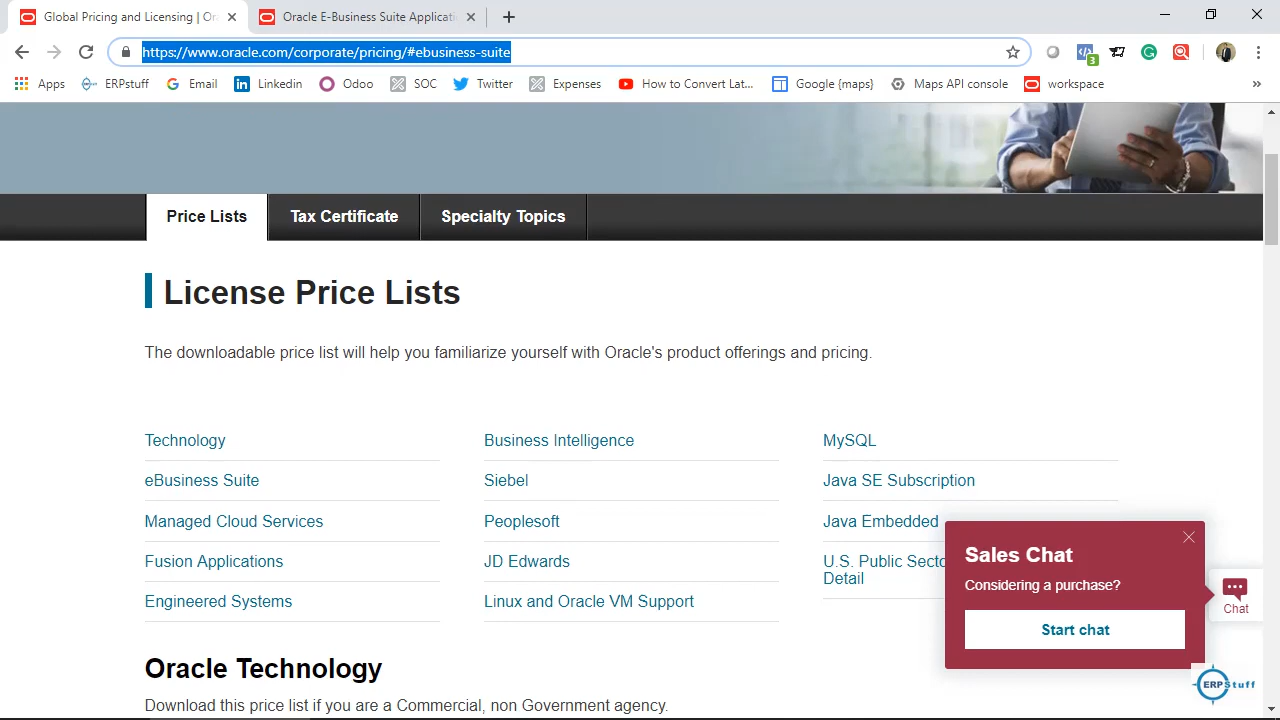 Global Pricing and Licensing | Or
Oracle E-Business Suite Applicati
https://www.oracle.com/corporate/pricing/#ebusiness-suite
3
Apps
ERPstuff
Email
Linkedin
Odoo
SOC
Twitter
Expenses
How to Convert Lat...
Google {maps}
Maps API console
workspace
»
Price Lists
Tax Certificate
Specialty Topics
License Price Lists
The downloadable price list will help you familiarize yourself with Oracle's product offerings and pricing.
Technology
Business Intelligence
MySQL
eBusiness Suite
Siebel
Java SE Subscription
Managed Cloud Services
Peoplesoft
Java Embedded
Fusion Applications
JD Edwards
U.S. Public Secto
Detail
Engineered Systems
Linux and Oracle VM Support
Sales Chat
Considering a purchase?
Start chat
Chat
Oracle Technology
Download this price list if you are a Commercial, non Government agency.
ERPStuff